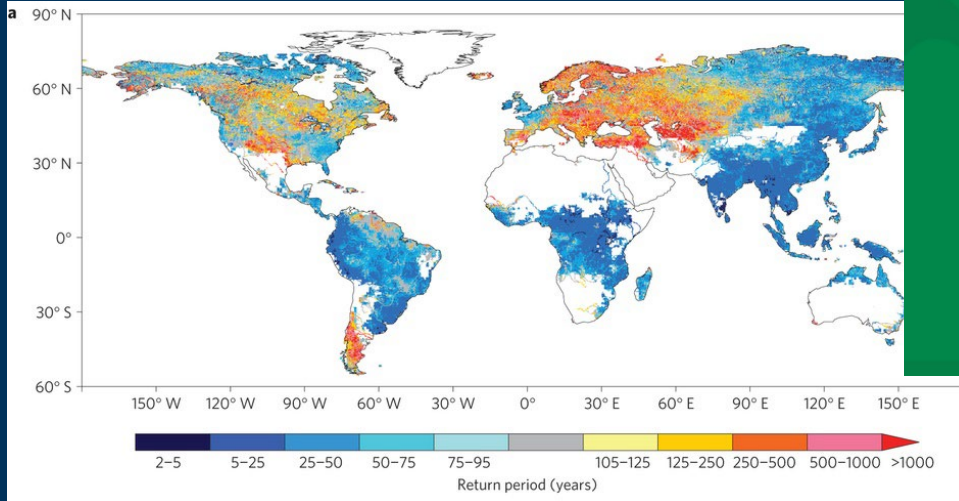 a
90° N
60° N
30° N
0°
30° S
60° S
150° W 120° W 90° W 60° W 30° W 0° 30° E 60° E 90° E 120° E 150° E
2–5 5–25 25–50 50–75 75–95 105–125 125–250 250–500 500–1000 >1000
Return period (years)